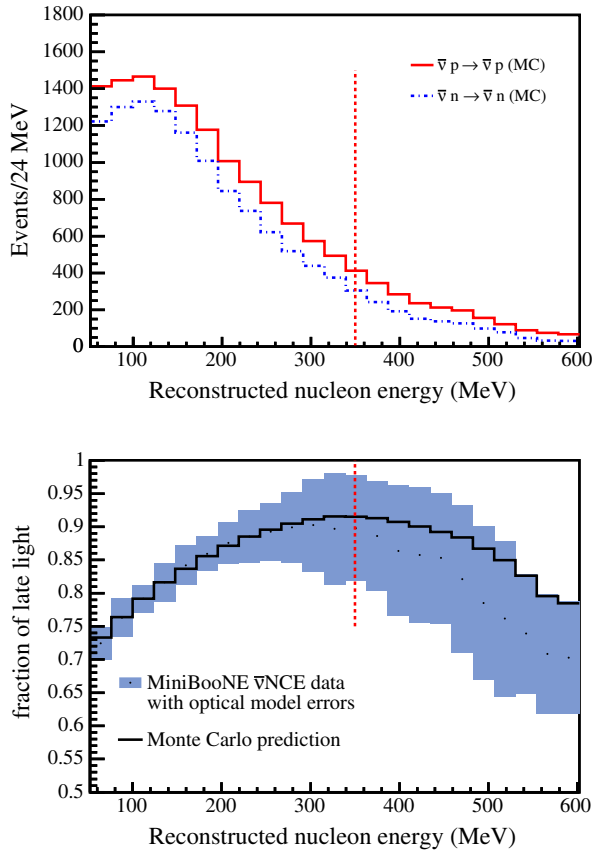 1800
1600
1400
1200
1000
800
600
400
200
0
Events/24 MeV
ν̅ p → ν̅ p (MC)
ν̅ n → ν̅ n (MC)
100 200 300 400 500 600
Reconstructed nucleon energy (MeV)
1
0.95
0.9
0.85
0.8
0.75
0.7
0.65
0.6
0.55
0.5
fraction of late light
MiniBooNE ν̅NCE data
with optical model errors
Monte Carlo prediction
100 200 300 400 500 600
Reconstructed nucleon energy (MeV)